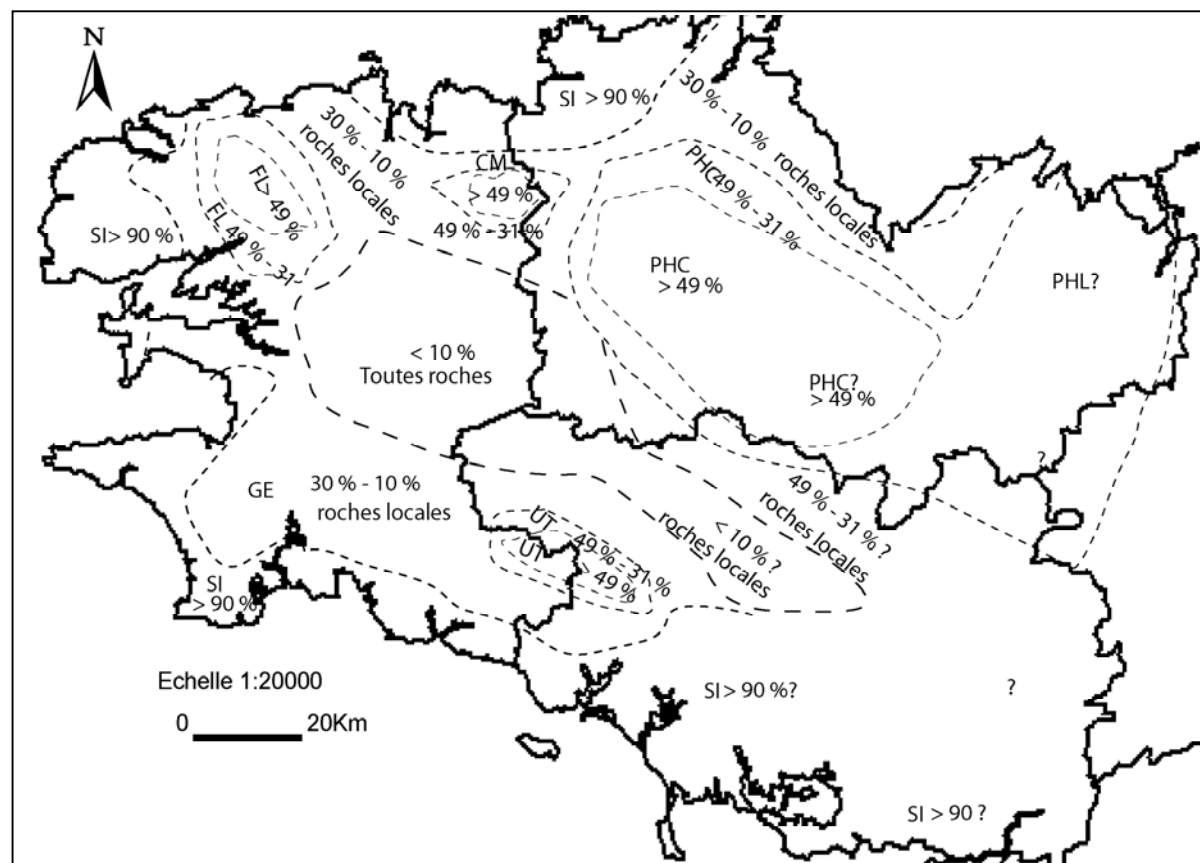 N
SI > 90 %
30 % - 10 %
roches locales
30 % - 10 % roches locales
CM
> 49 %
49 % - 31 %
PHC 49 % - 31 %
FL > 49 %
FL 49 % - 31
SI > 90 %
PHC
> 49 %
PHL?
< 10 %
Toutes roches
PHC?
> 49 %
?
GE
30 % - 10 %
roches locales
49 % - 31 % ?
roches locales
< 10 % ?
roches locales
UT 49 % - 31 %
UT > 49 %
SI
> 90 %
Echelle 1:20000
0 20Km
SI > 90 %?
?
SI > 90 ?